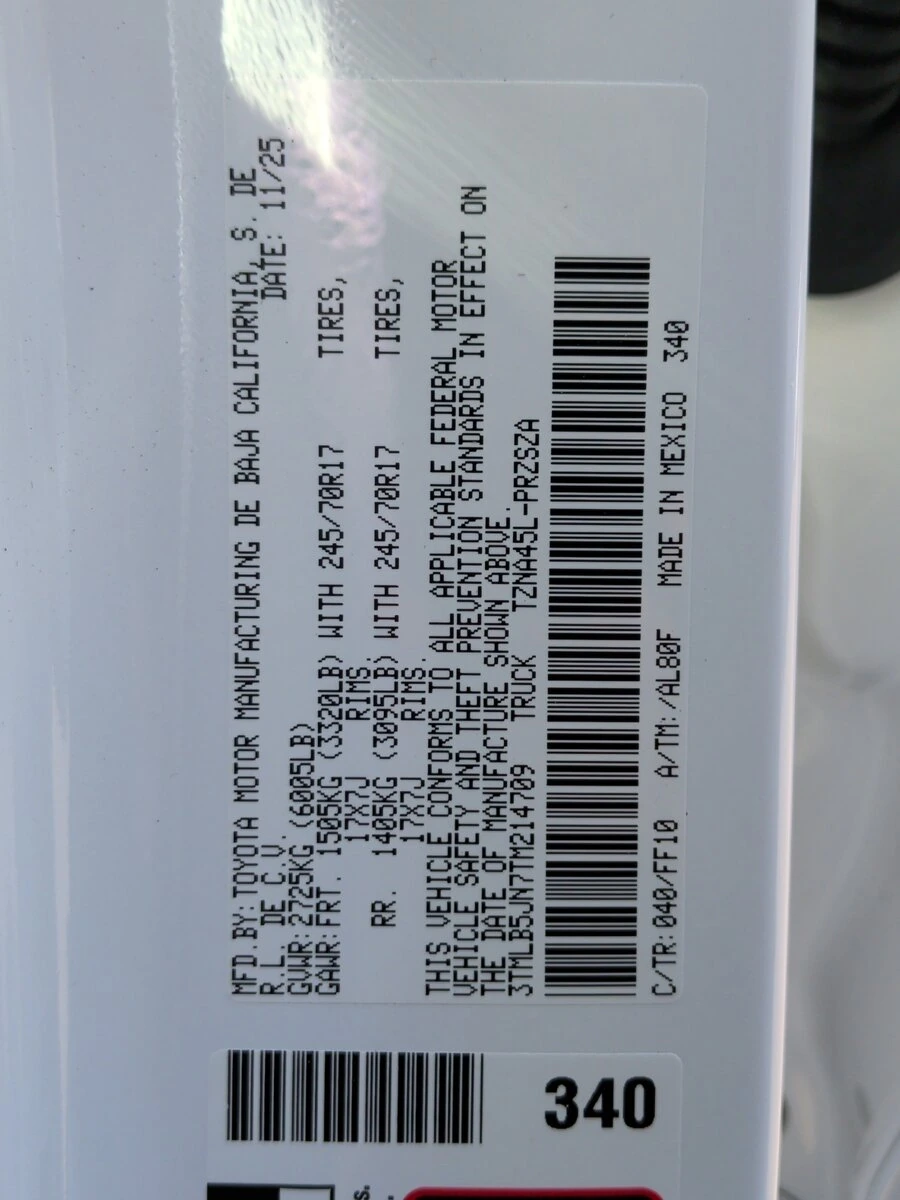 MFD.BY:TOYOTA MOTOR MANUFACTURING DE BAJA CALIFORNIA, S. DE
R.L. DE C.V. DATE: 11/25
GVWR:2725KG (6005LB)
GAWR:FRT. 1505KG (3320LB) WITH 245/70R17 TIRES,
17X7J RIMS.
RR. 1405KG (3095LB) WITH 245/70R17 TIRES,
17X7J RIMS.
THIS VEHICLE CONFORMS TO ALL APPLICABLE FEDERAL MOTOR
VEHICLE SAFETY AND THEFT PREVENTION STANDARDS IN EFFECT ON
THE DATE OF MANUFACTURE SHOWN ABOVE.
3TMLB5JN7TM214709 TRUCK TZNA45L-PRZSZA
C/TR:040/FF10 A/TM:/AL80F MADE IN MEXICO 340
340
s.